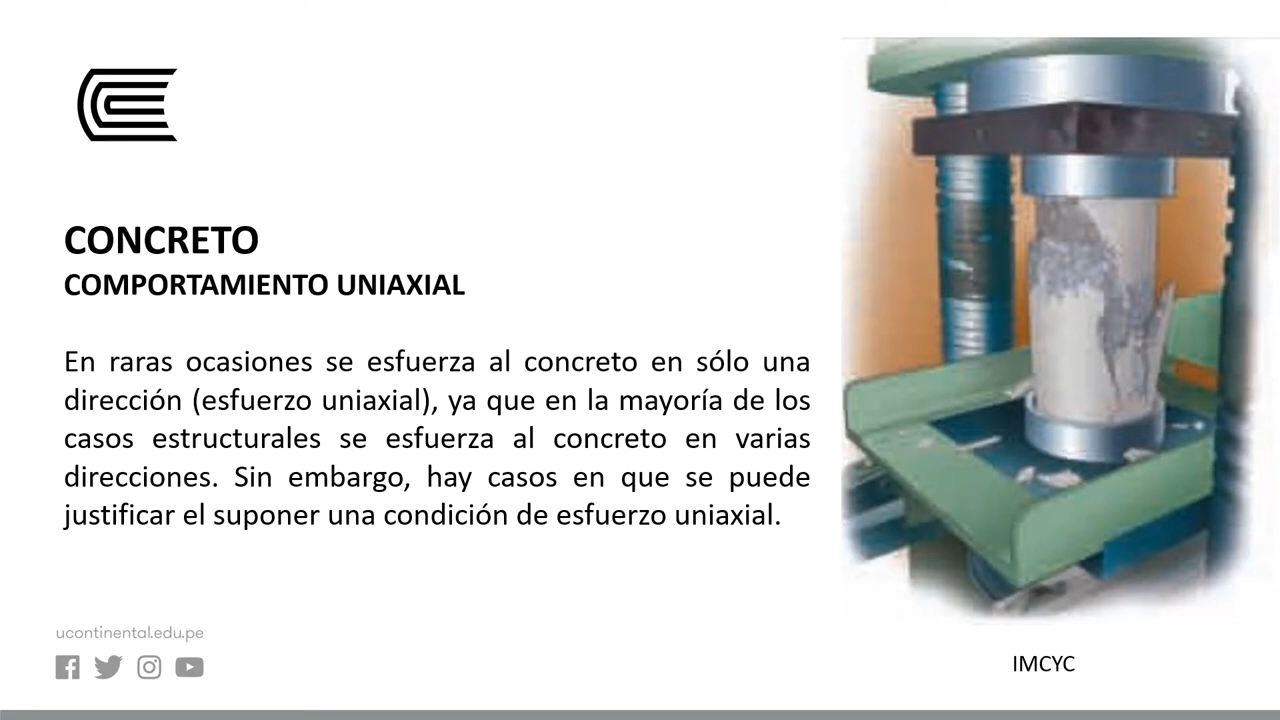 CONCRETO
COMPORTAMIENTO UNIAXIAL
En raras ocasiones se esfuerza al concreto en sólo una
dirección (esfuerzo uniaxial), ya que en la mayoría de los
casos estructurales se esfuerza al concreto en varias
direcciones. Sin embargo, hay casos en que se puede
justificar el suponer una condición de esfuerzo uniaxial.
ucontinental.edu.pe
IMCYC